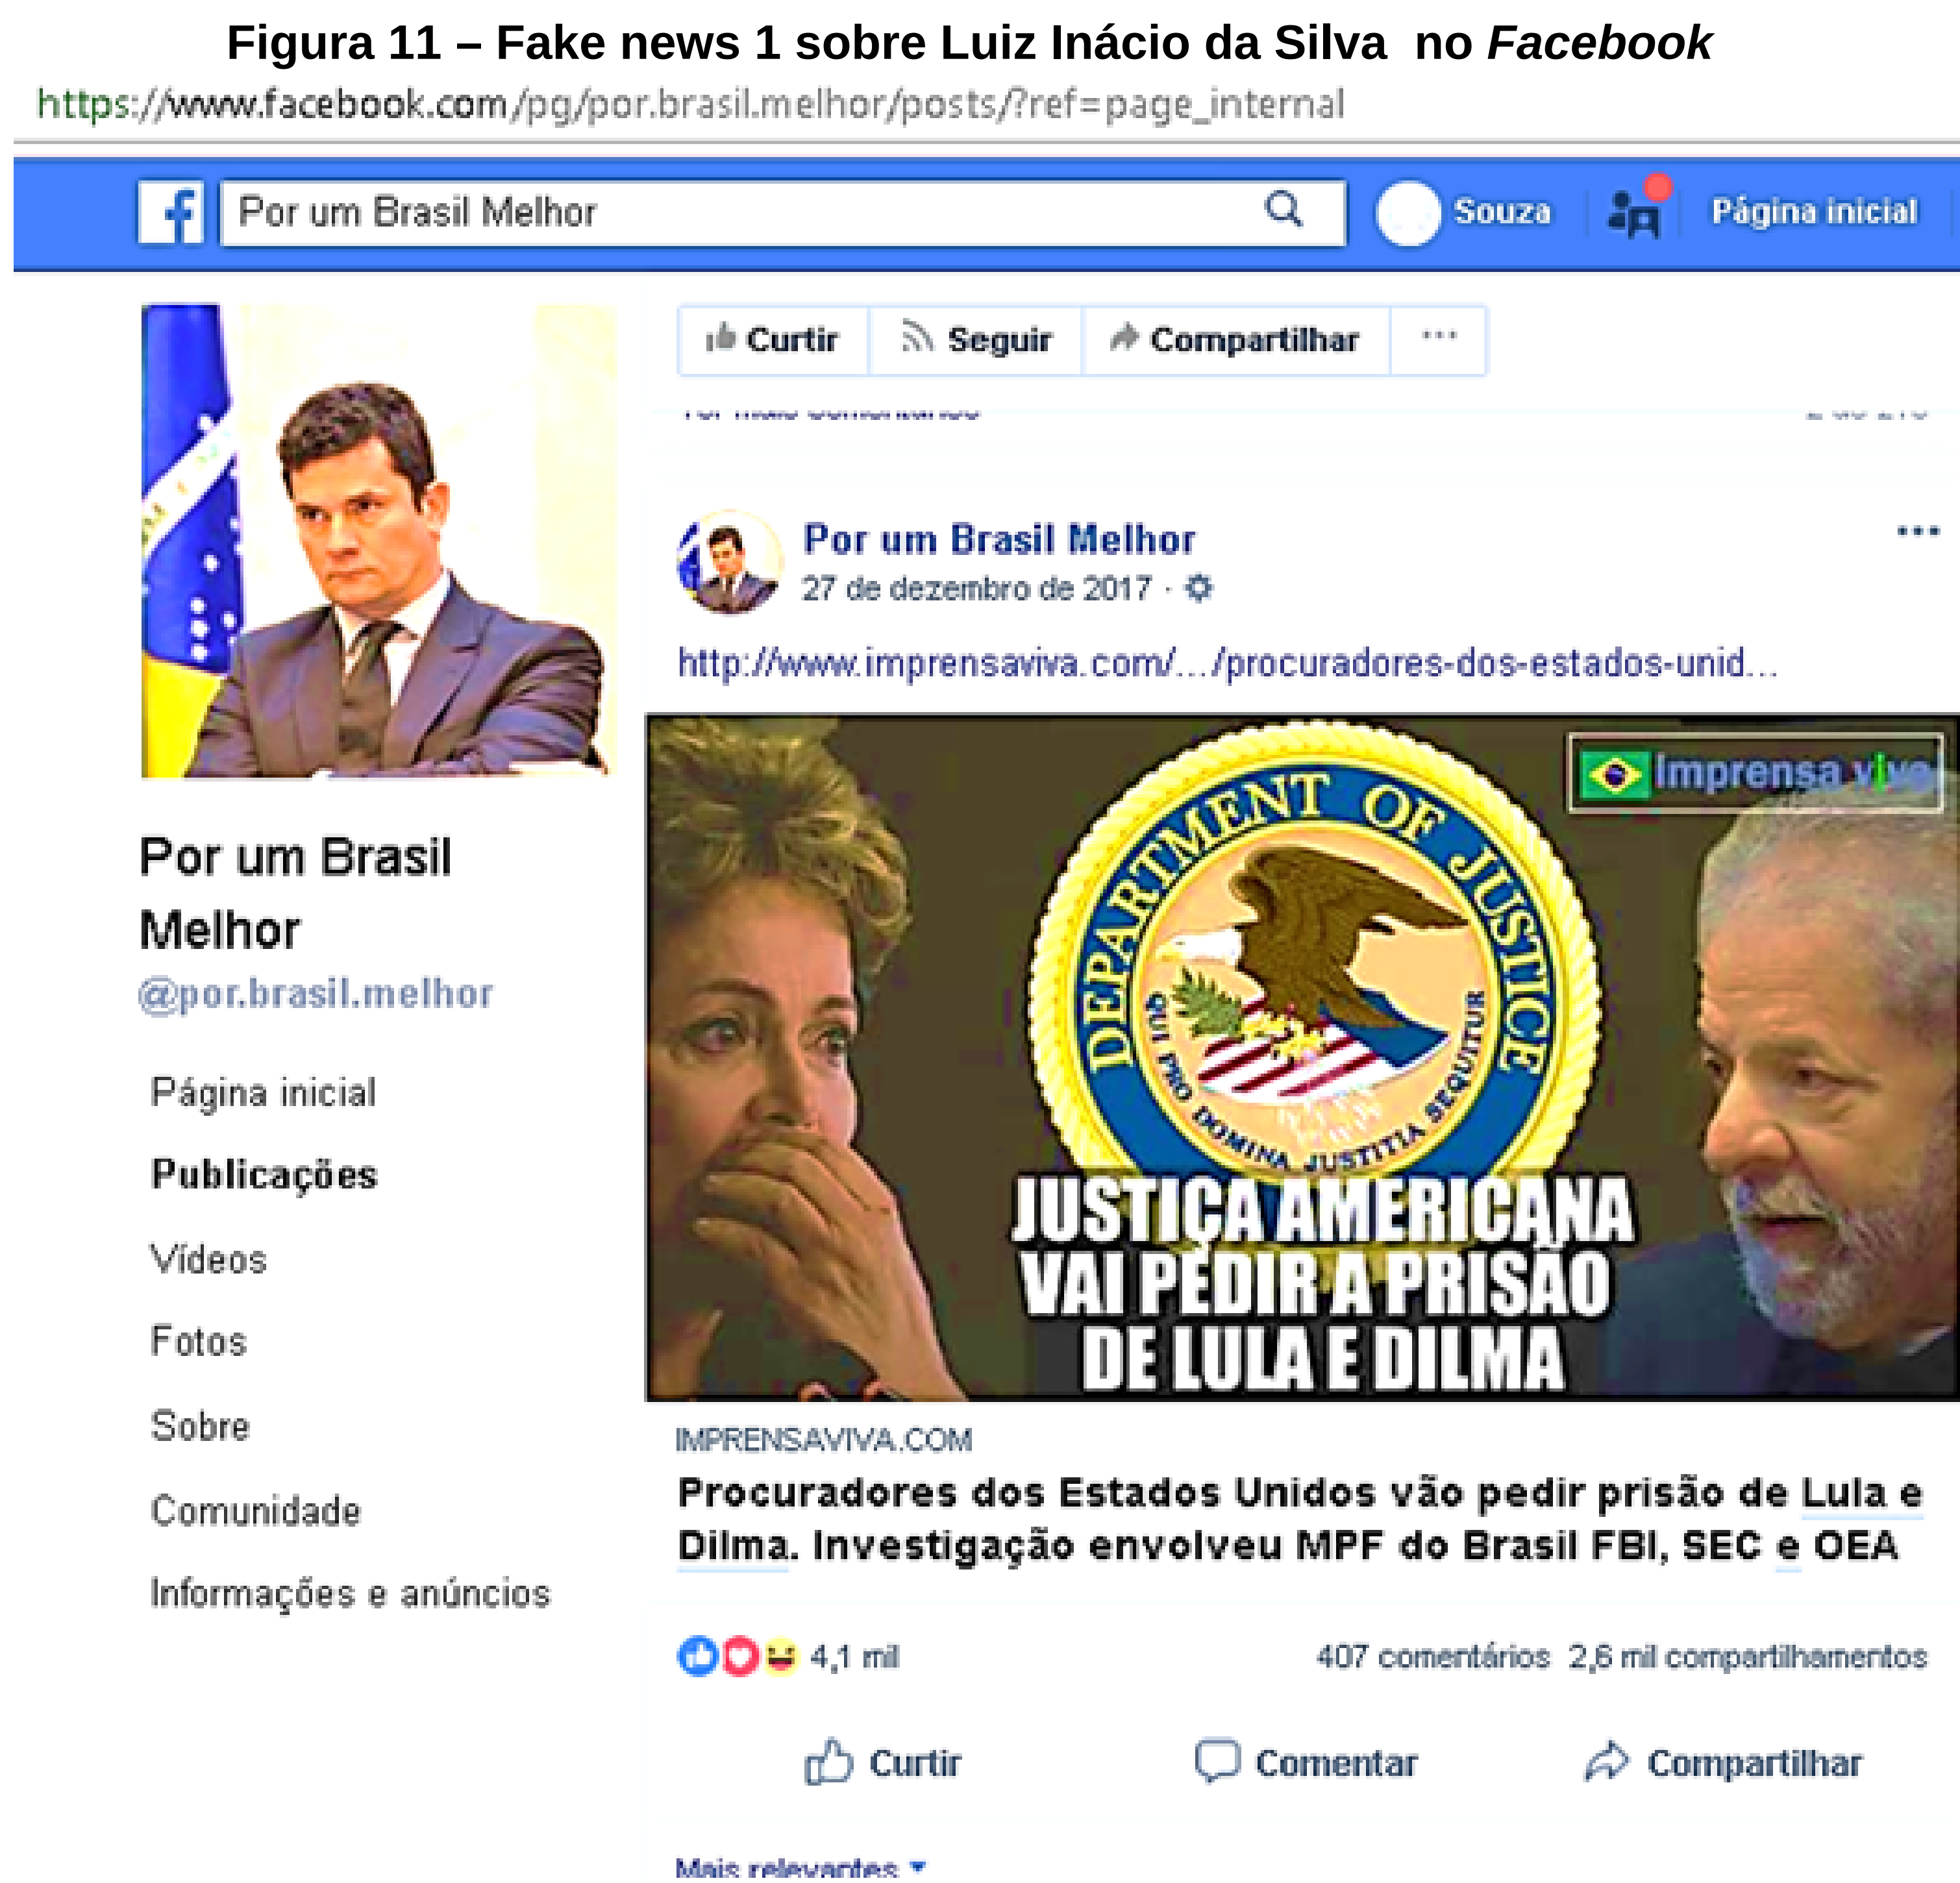 Figura 11 – Fake news 1 sobre Luiz Inácio da Silva no Facebook
https://www.facebook.com/pg/por.brasil.melhor/posts/?ref=page_internal
Por um Brasil Melhor
Souza
Página inicial
Curtir
Seguir
Compartilhar
Por um Brasil Melhor
27 de dezembro de 2017
http://www.imprensaviva.com/.../procuradores-dos-estados-unid...
Por um Brasil
Melhor
@por.brasil.melhor
Página inicial
Publicações
Vídeos
Fotos
Sobre
Comunidade
Informações e anúncios
Imprensa viva
DEPARTMENT OF JUSTICE
QUI PRO DOMINA JUSTITIA SEQUITUR
JUSTIÇA AMERICANA
VAI PEDIR A PRISÃO
DE LULA E DILMA
IMPRENSAVIVA.COM
Procuradores dos Estados Unidos vão pedir prisão de Lula e
Dilma. Investigação envolveu MPF do Brasil FBI, SEC e OEA
4,1 mil
407 comentários 2,6 mil compartilhamentos
Curtir
Comentar
Compartilhar
Mais relevantes